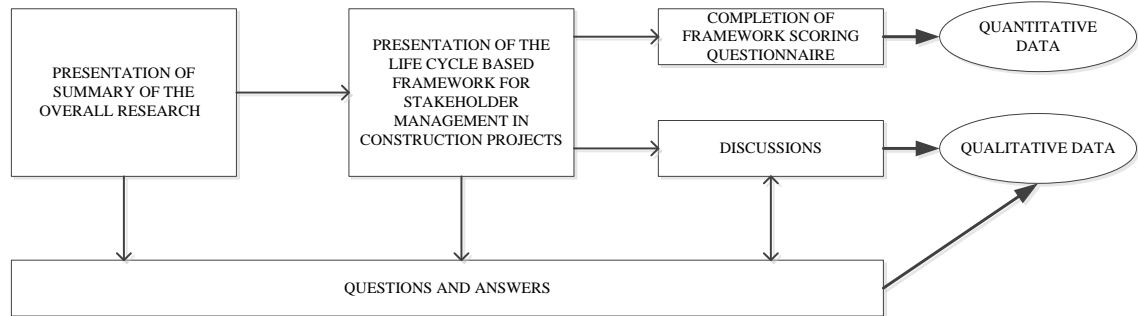 PRESENTATION OF
SUMMARY OF THE
OVERALL RESEARCH
PRESENTATION OF THE
LIFE CYCLE BASED
FRAMEWORK FOR
STAKEHOLDER
MANAGEMENT IN
CONSTRUCTION PROJECTS
COMPLETION OF
FRAMEWORK SCORING
QUESTIONNAIRE
QUANTITATIVE
DATA
DISCUSSIONS
QUALITATIVE DATA
QUESTIONS AND ANSWERS